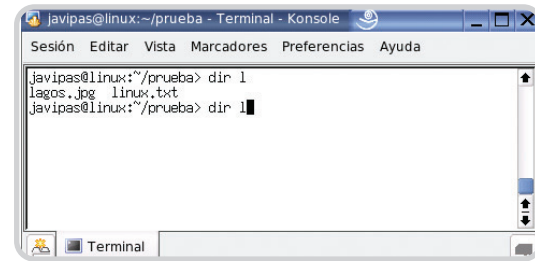 javipas@linux:~/prueba - Terminal - Konsole
Sesión Editar Vista Marcadores Preferencias Ayuda
javipas@linux:~/prueba> dir l
lagos.jpg linux.txt
javipas@linux:~/prueba> dir l
Terminal